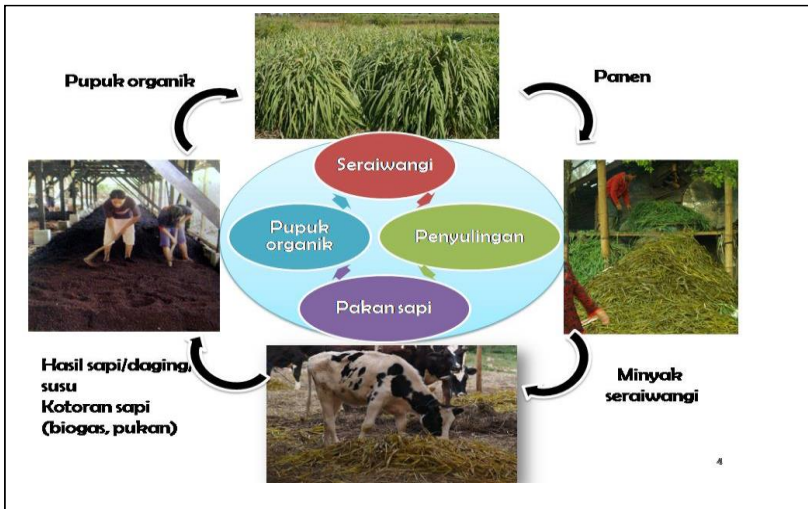 Pupuk organik
Panen
Seraiwangi
Pupuk
organik
Penyulingan
Pakan sapi
Hasil sapi/daging/
susu
Kotoran sapi
(biogas, pukan)
Minyak
seraiwangi
4